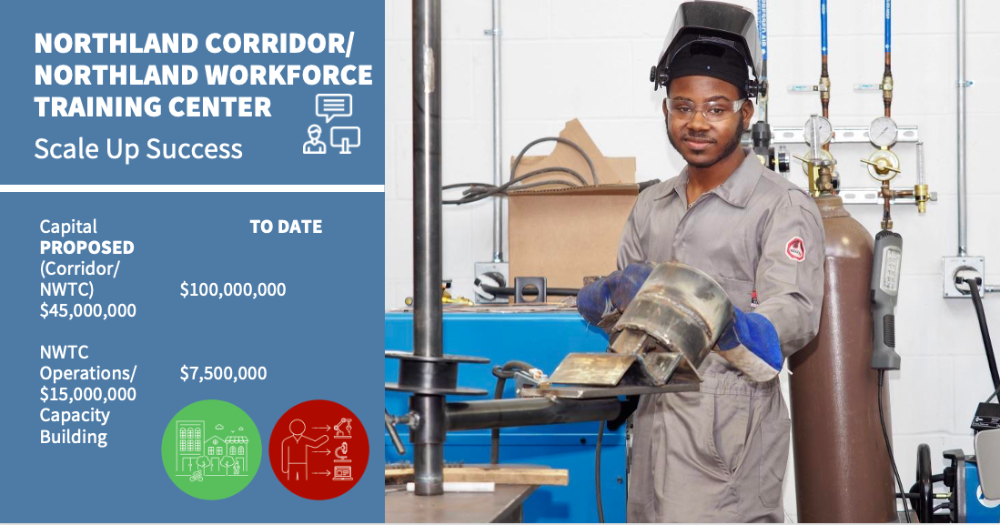 NORTHLAND CORRIDOR/
NORTHLAND WORKFORCE
TRAINING CENTER
Scale Up Success
Capital TO DATE
PROPOSED
(Corridor/
NWTC) $100,000,000
$45,000,000
NWTC
Operations/ $7,500,000
$15,000,000
Capacity
Building